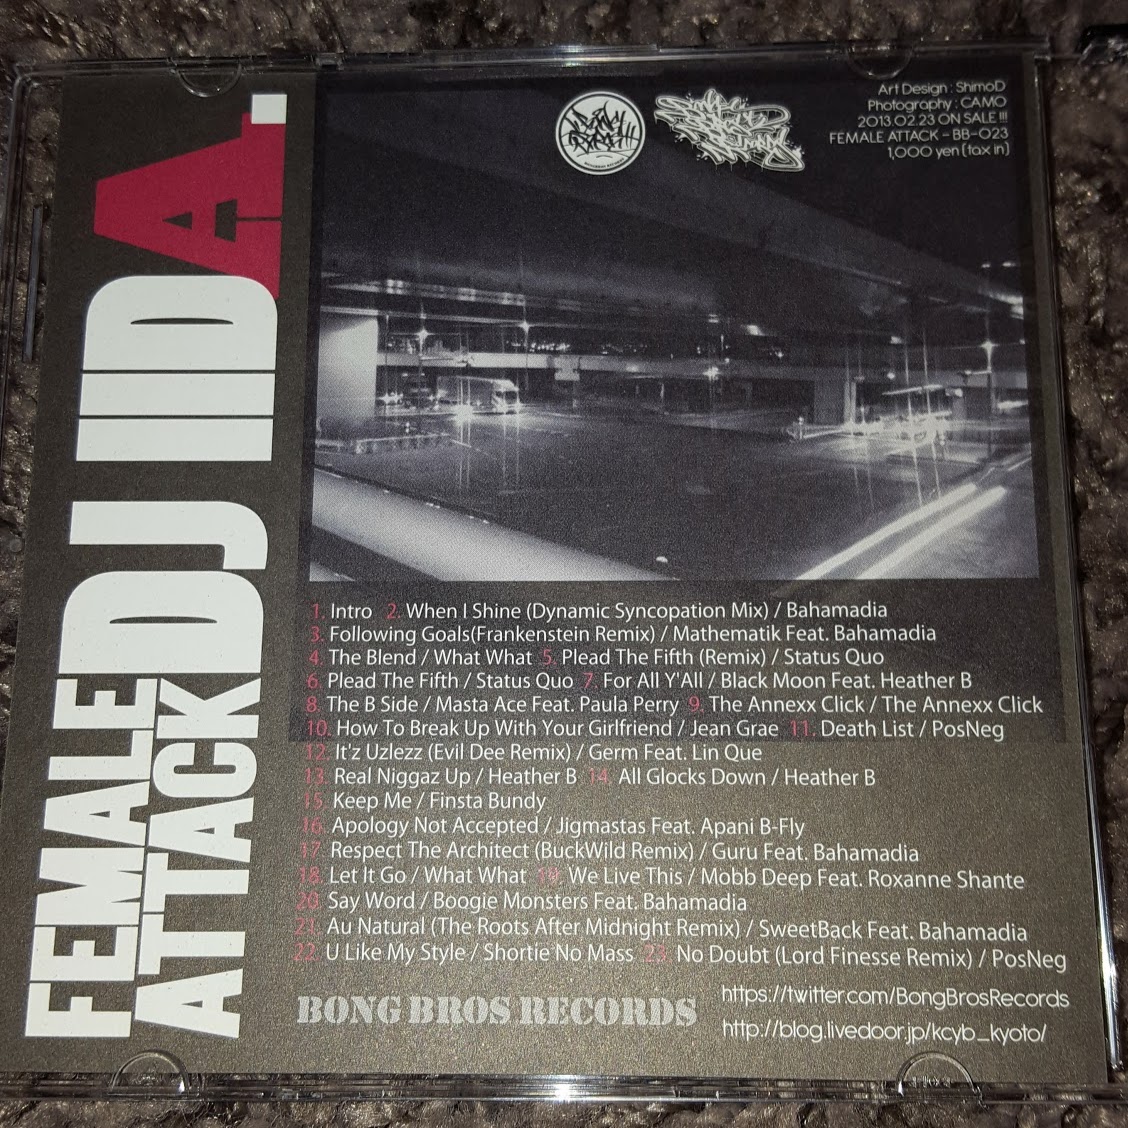 FEMALE
ATTACK
DJ IIDA.
Art Design : ShimoD
Photography : CAMO
2013.02.23 ON SALE !!!
FEMALE ATTACK - BB-023
1,000 yen (tax in)
1. Intro 2. When I Shine (Dynamic Syncopation Mix) / Bahamadia
3. Following Goals(Frankenstein Remix) / Mathematik Feat. Bahamadia
4. The Blend / What What 5. Plead The Fifth (Remix) / Status Quo
6. Plead The Fifth / Status Quo 7. For All Y'All / Black Moon Feat. Heather B
8. The B Side / Masta Ace Feat. Paula Perry 9. The Annexx Click / The Annexx Click
10. How To Break Up With Your Girlfriend / Jean Grae 11. Death List / PosNeg
12. It'z Uzlezz (Evil Dee Remix) / Germ Feat. Lin Que
13. Real Niggaz Up / Heather B 14. All Glocks Down / Heather B
15. Keep Me / Finsta Bundy
16. Apology Not Accepted / Jigmastas Feat. Apani B-Fly
17. Respect The Architect (BuckWild Remix) / Guru Feat. Bahamadia
18. Let It Go / What What 19. We Live This / Mobb Deep Feat. Roxanne Shante
20. Say Word / Boogie Monsters Feat. Bahamadia
21. Au Natural (The Roots After Midnight Remix) / SweetBack Feat. Bahamadia
22. U Like My Style / Shortie No Mass 23. No Doubt (Lord Finesse Remix) / PosNeg
BONG BROS RECORDS
https://twitter.com/BongBrosRecords
http://blog.livedoor.jp/kcyb_kyoto/